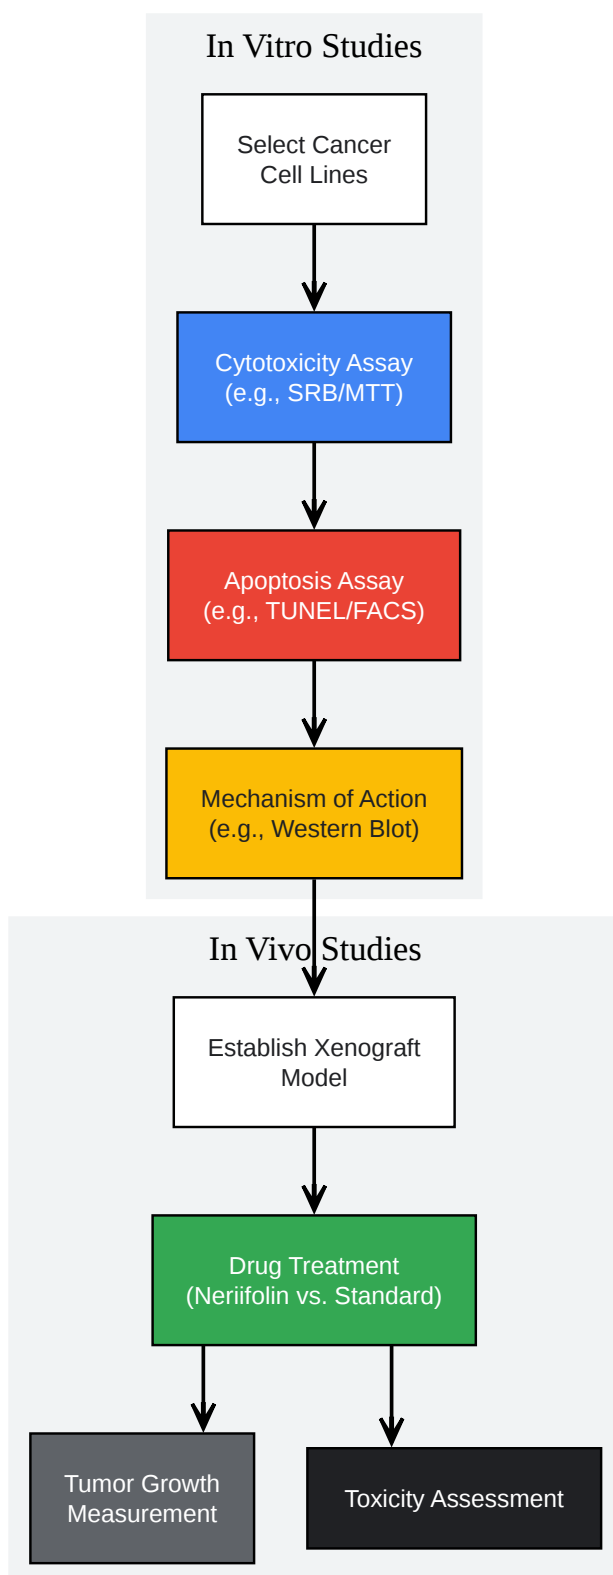 In Vitro Studies
Select Cancer
Cell Lines
Cytotoxicity Assay
(e.g., SRB/MTT)
Apoptosis Assay
(e.g., TUNEL/FACS)
Mechanism of Action
(e.g., Western Blot)
In Vivo Studies
Establish Xenograft
Model
Drug Treatment
(Neriifolin vs. Standard)
Tumor Growth
Measurement
Toxicity Assessment